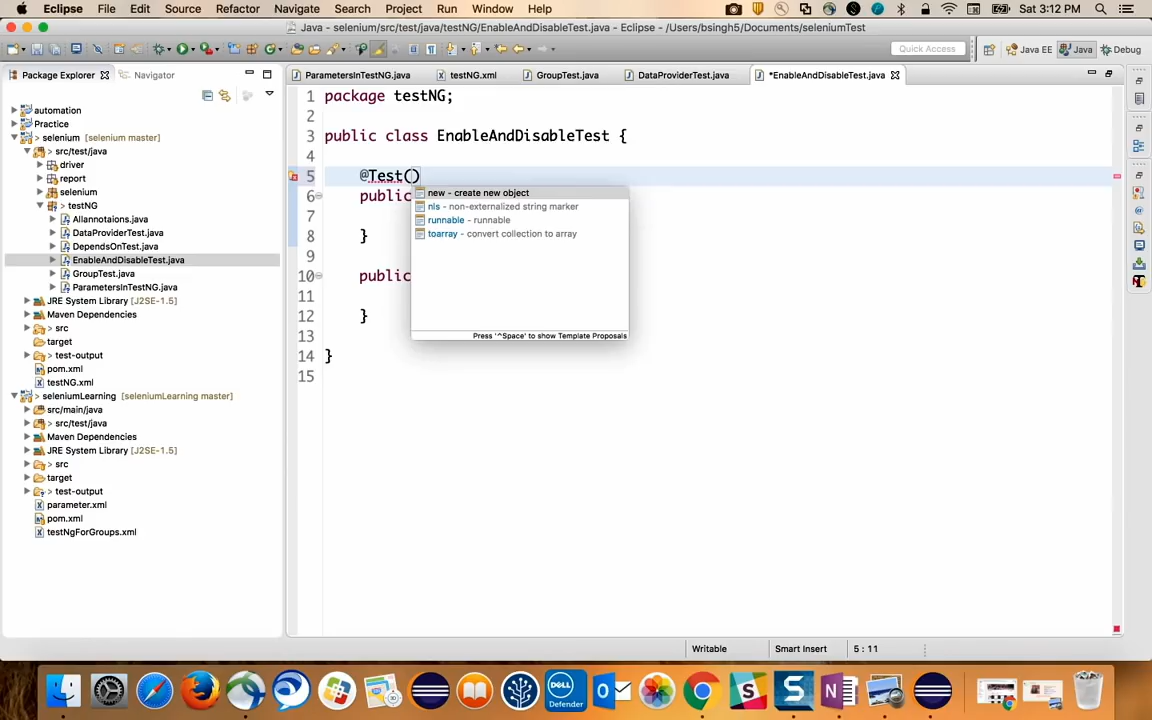 Eclipse File Edit Source Refactor Navigate Search Project Run Window Help Sat 3:12 PM
Java - selenium/src/test/java/testNG/EnableAndDisableTest.java - Eclipse - /Users/bsingh5/Documents/seleniumTest
Quick Access Java EE Java Debug
Package Explorer Navigator
ParametersInTestNG.java testNG.xml GroupTest.java DataProviderTest.java *EnableAndDisableTest.java
automation
Practice
> selenium [selenium master]
> src/test/java
driver
report
> selenium
> testNG
> Allannotaions.java
> DataProviderTest.java
> DependsOnTest.java
> EnableAndDisableTest.java
> GroupTest.java
> ParametersInTestNG.java
JRE System Library [J2SE-1.5]
Maven Dependencies
> src
target
> test-output
pom.xml
testNG.xml
> seleniumLearning [seleniumLearning master]
src/main/java
> src/test/java
Maven Dependencies
JRE System Library [J2SE-1.5]
> src
target
> test-output
parameter.xml
pom.xml
testNgForGroups.xml
1 package testNG;
2
3 public class EnableAndDisableTest {
4
5 @Test()
6 public
7
8 }
9
10 public
11
12 }
13
14 }
15
new - create new object
nls - non-externalized string marker
runnable - runnable
toarray - convert collection to array
Press '^Space' to show Template Proposals
Writable Smart Insert 5 : 11
DELL
Defender